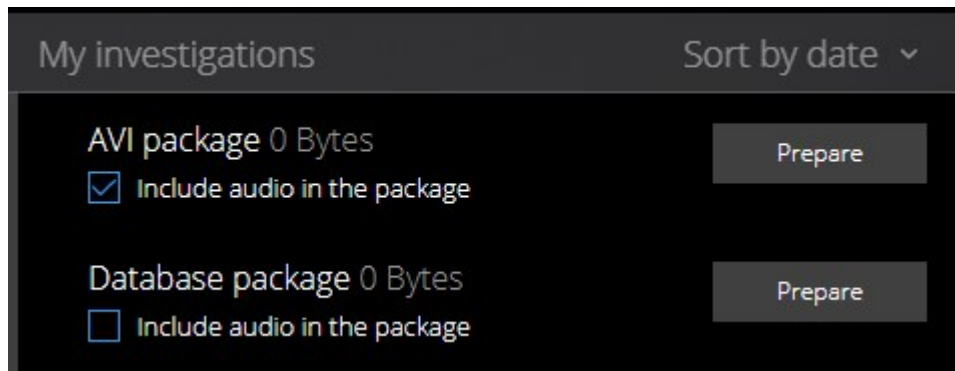 My investigations Sort by date
AVI package 0 Bytes Prepare
Include audio in the package
Database package 0 Bytes Prepare
Include audio in the package